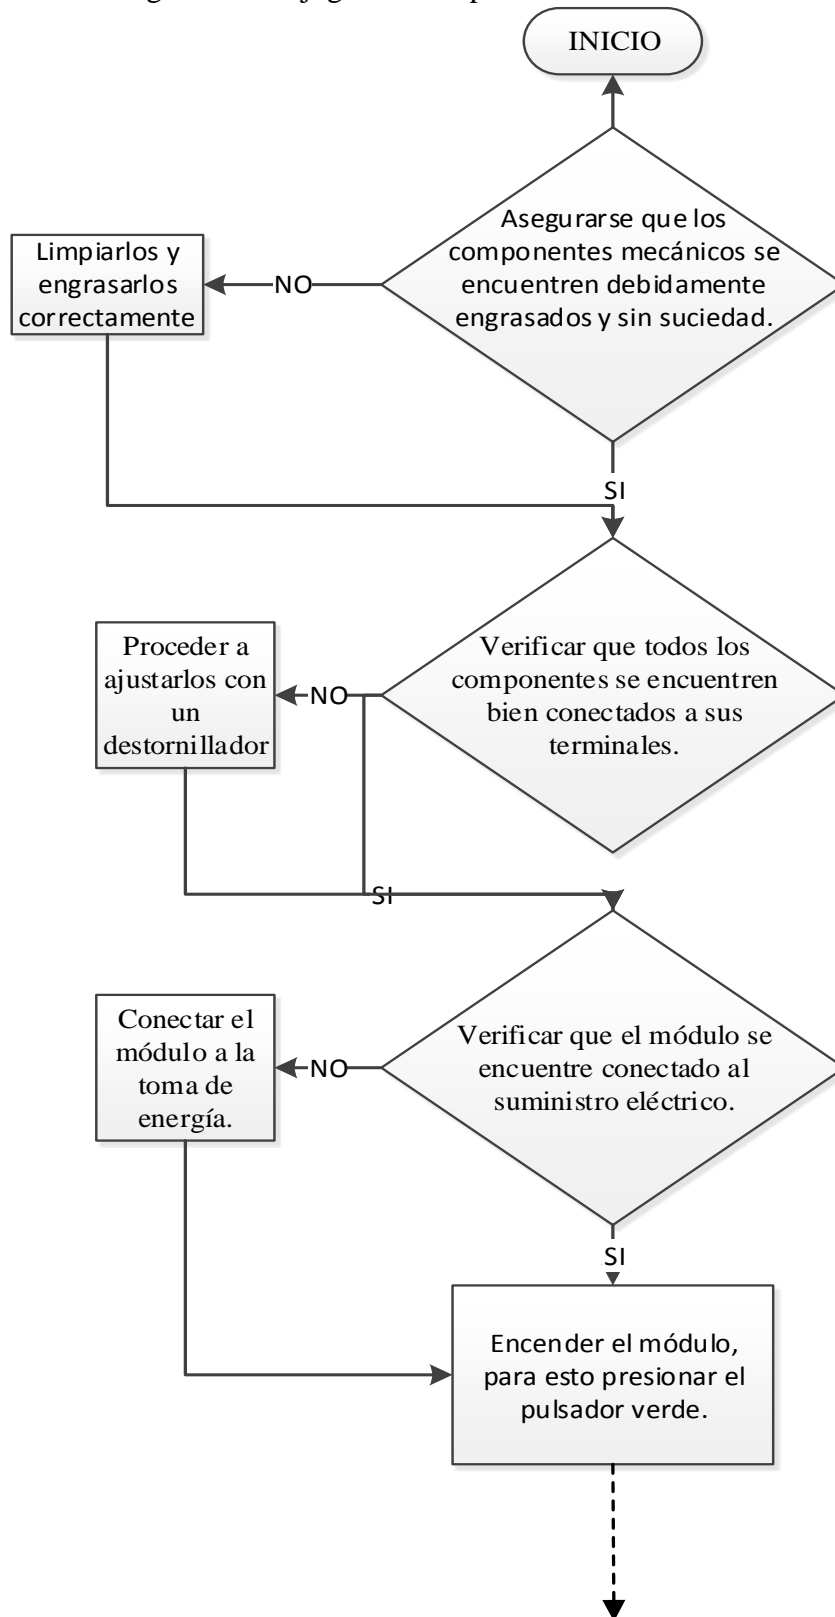 INICIO
Asegurarse que los
componentes mecánicos se
encuentren debidamente
engrasados y sin suciedad.
Limpiarlos y
engrasarlos
correctamente
NO
SI
Verificar que todos los
componentes se encuentren
bien conectados a sus
terminales.
Proceder a
ajustarlos con
un
destornillador
NO
SI
Verificar que el módulo se
encuentre conectado al
suministro eléctrico.
Conectar el
módulo a la
toma de
energía.
NO
SI
Encender el módulo,
para esto presionar el
pulsador verde.